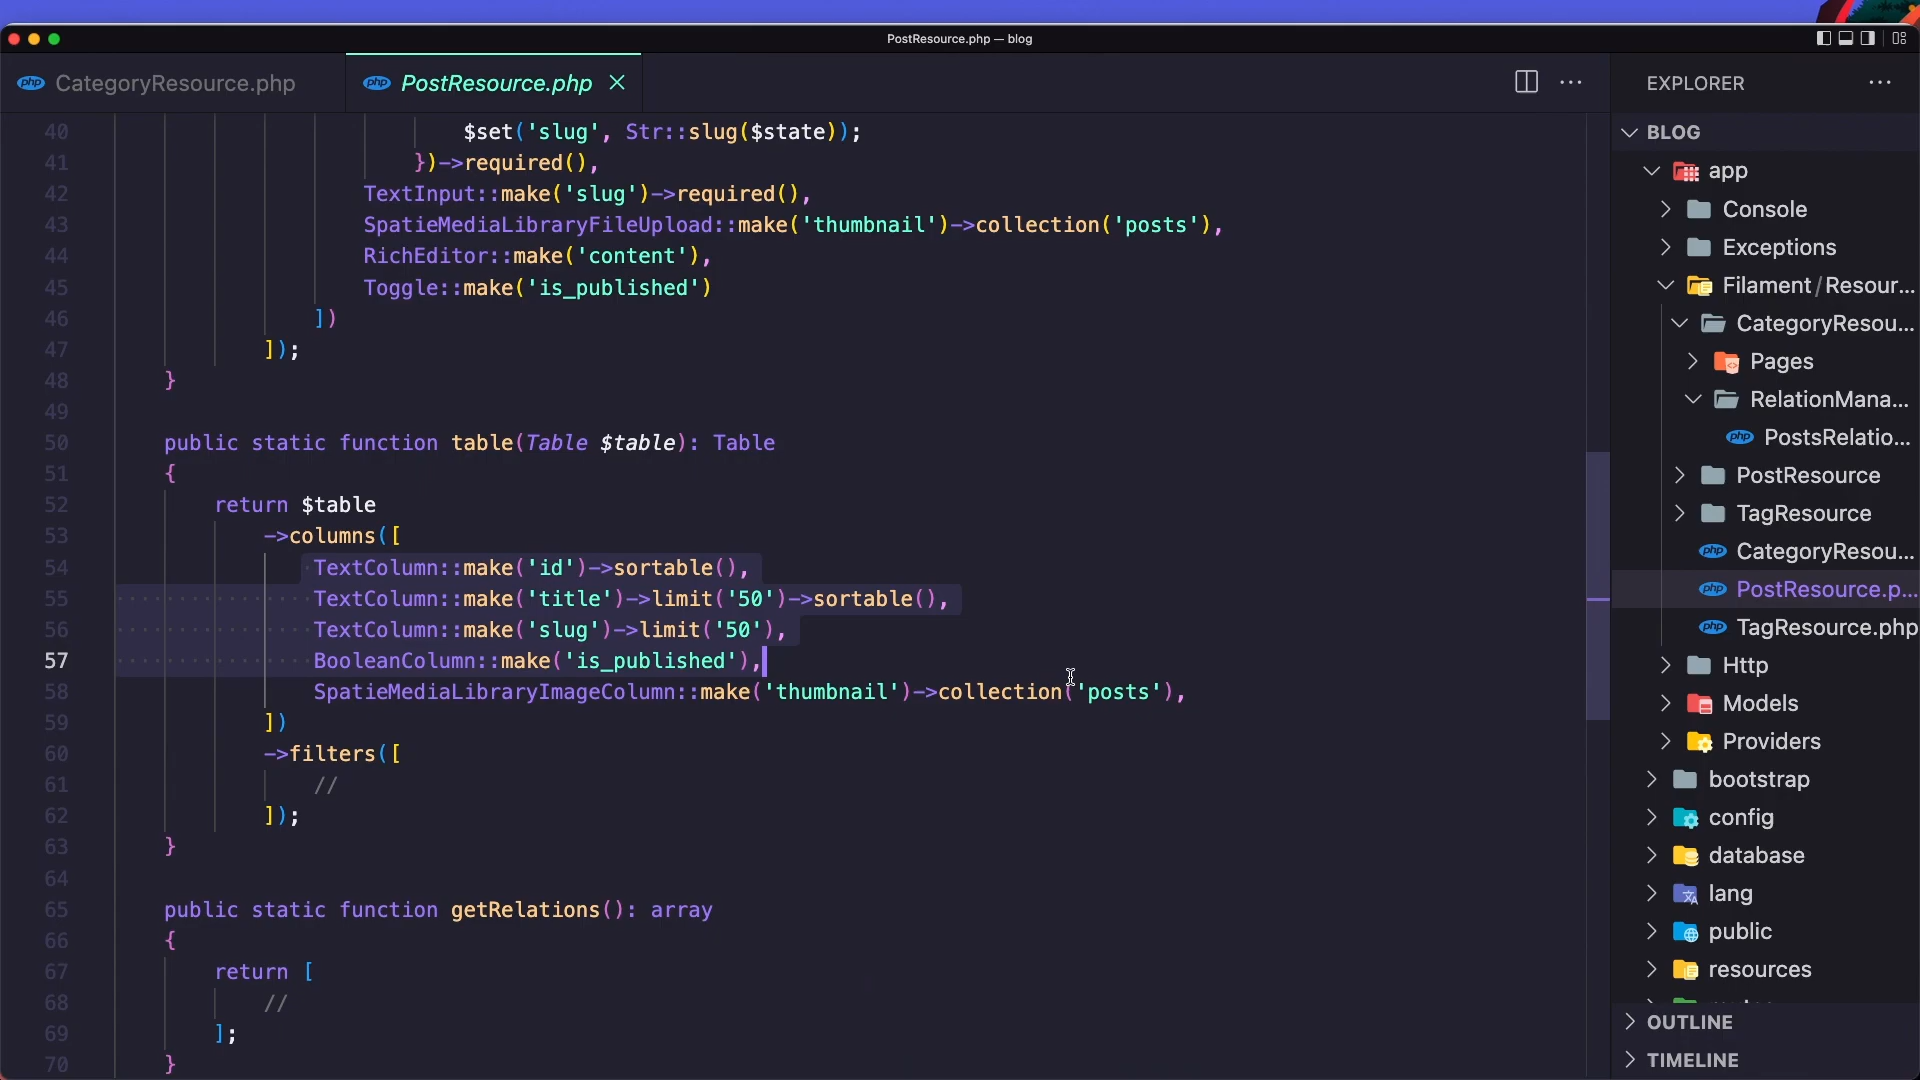 PostResource.php — blog
CategoryResource.php
PostResource.php
40 $set('slug', Str::slug($state));
41 })->required(),
42 TextInput::make('slug')->required(),
43 SpatieMediaLibraryFileUpload::make('thumbnail')->collection('posts'),
44 RichEditor::make('content'),
45 Toggle::make('is_published')
46 ])
47 ]);
48 }
49
50 public static function table(Table $table): Table
51 {
52 return $table
53 ->columns([
54 TextColumn::make('id')->sortable(),
55 TextColumn::make('title')->limit('50')->sortable(),
56 TextColumn::make('slug')->limit('50'),
57 BooleanColumn::make('is_published'),
58 SpatieMediaLibraryImageColumn::make('thumbnail')->collection('posts'),
59 ])
60 ->filters([
61 //
62 ]);
63 }
64
65 public static function getRelations(): array
66 {
67 return [
68 //
69 ];
70 }
EXPLORER
BLOG
app
Console
Exceptions
Filament/Resour...
CategoryResou...
Pages
RelationMana...
php PostsRelatio...
PostResource
TagResource
php CategoryResou...
php PostResource.p...
php TagResource.php
Http
Models
Providers
bootstrap
config
database
lang
public
resources
OUTLINE
TIMELINE